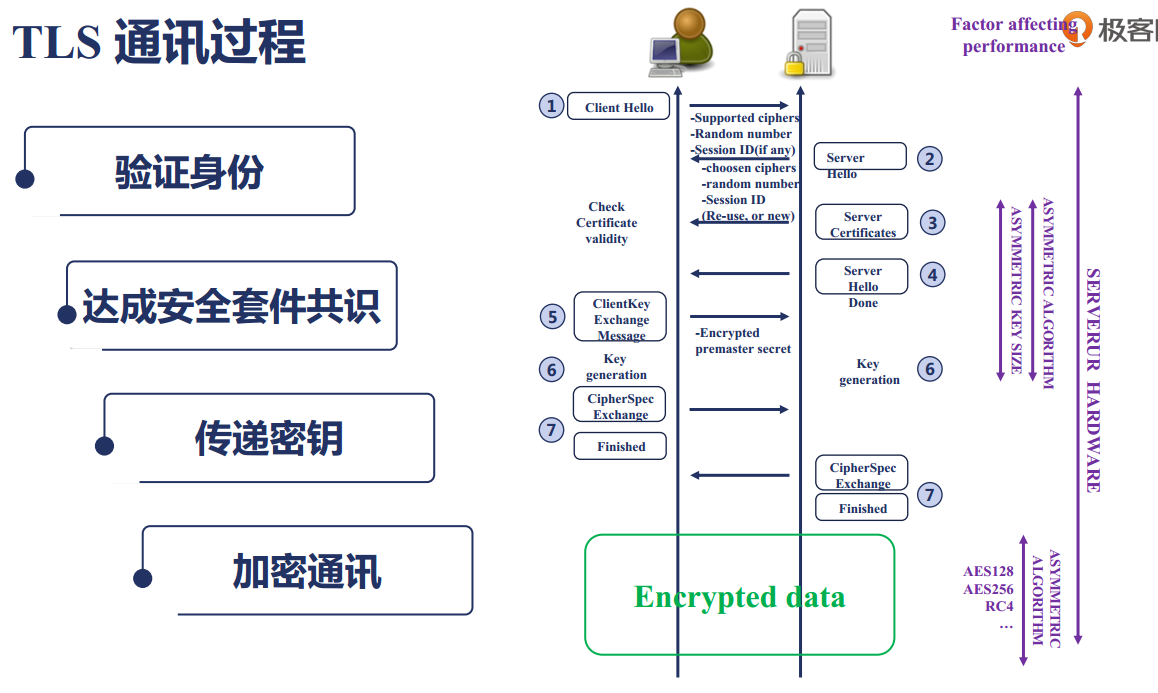 TLS 通讯过程
验证身份
达成安全套件共识
传递密钥
加密通讯
Factor affecting
performance
极客
1
Client Hello
-Supported ciphers
-Random number
-Session ID(if any)
Server
Hello
2
-choosen ciphers
-random number
-Session ID
(Re-use, or new)
Check
Certificate
validity
Server
Certificates
3
Server
Hello
Done
4
5
ClientKey
Exchange
Message
-Encrypted
premaster secret
6
Key
generation
Key
generation
6
CipherSpec
Exchange
7
Finished
CipherSpec
Exchange
7
Finished
Encrypted data
ASYMMETRIC KEY SIZE
ASYMMETRIC ALGORITHM
SERVERUR HARDWARE
AES128
AES256
RC4
…
ASYMMETRIC
ALGORITHM